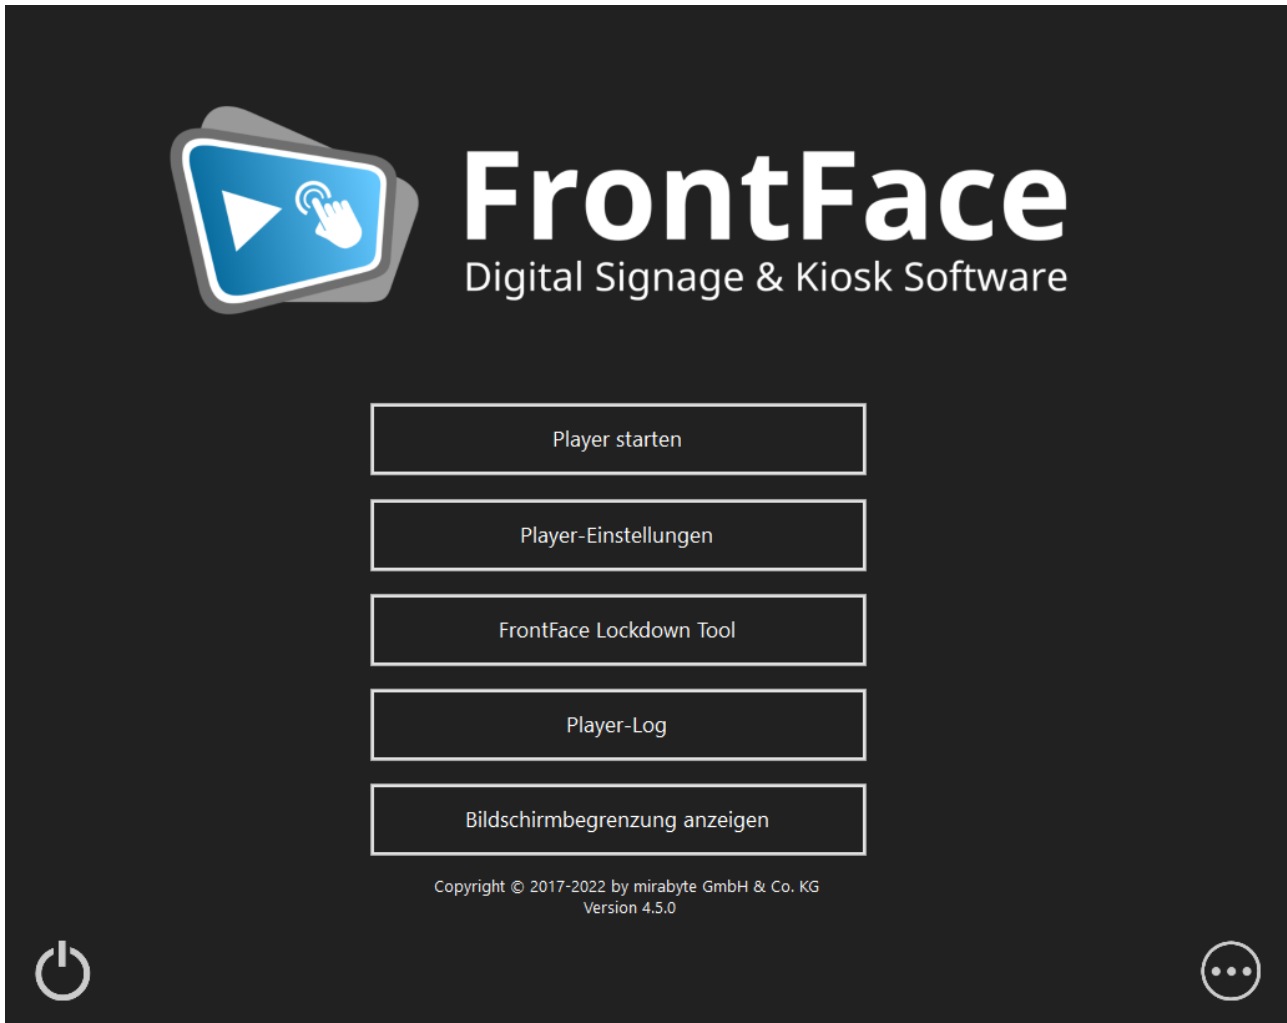 FrontFace
Digital Signage & Kiosk Software
Player starten
Player-Einstellungen
FrontFace Lockdown Tool
Player-Log
Bildschirmbegrenzung anzeigen
Copyright © 2017-2022 by mirabyte GmbH & Co. KG
Version 4.5.0